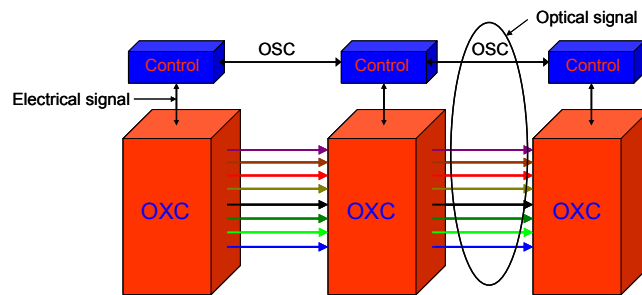 Optical signal
OSC
OSC
Control
Control
Control
Electrical signal
OXC
OXC
OXC